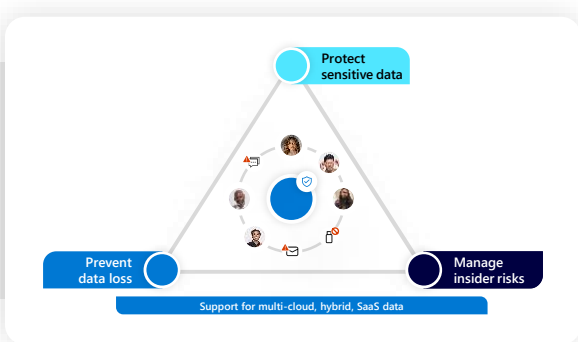 Protect
sensitive data
Prevent
data loss
Manage
insider risks
Support for multi-cloud, hybrid, SaaS data